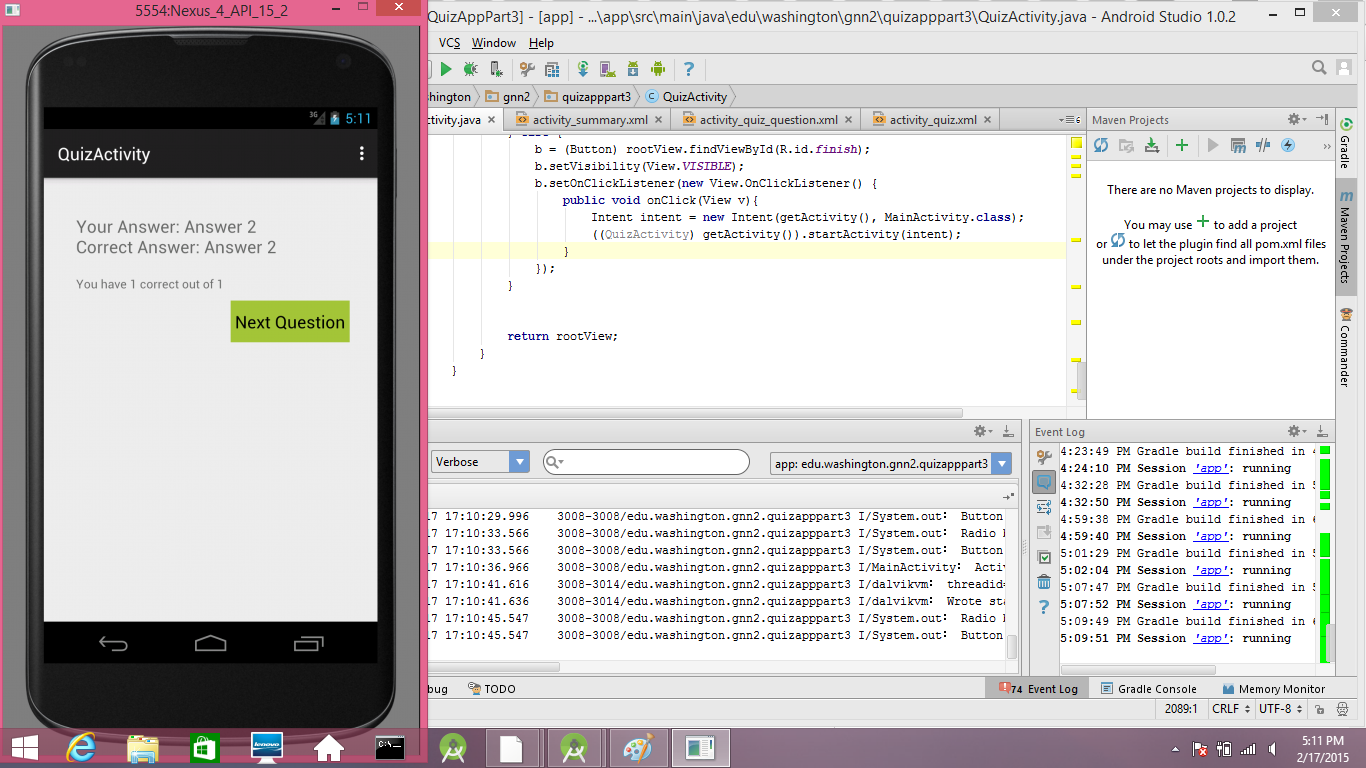 5554:Nexus_4_API_15_2
3G 5:11
QuizActivity
Your Answer: Answer 2
Correct Answer: Answer 2
You have 1 correct out of 1
Next Question
[QuizAppPart3] - [app] - ...\app\src\main\java\edu\washington\gnn2\quizapppart3\QuizActivity.java - Android Studio 1.0.2
VCS Window Help
hington gnn2 quizapppart3 QuizActivity
ctivity.java activity_summary.xml activity_quiz_question.xml activity_quiz.xml
b = (Button) rootView.findViewById(R.id.finish);
b.setVisibility(View.VISIBLE);
b.setOnClickListener(new View.OnClickListener() {
public void onClick(View v){
Intent intent = new Intent(getActivity(), MainActivity.class);
((QuizActivity) getActivity()).startActivity(intent);
}
});
}
return rootView;
}
}
Maven Projects
There are no Maven projects to display.
You may use + to add a project
or to let the plugin find all pom.xml files
under the project roots and import them.
Gradle
Maven Projects
Commander
Verbose
app: edu.washington.gnn2.quizapppart3
17 17:10:29.996 3008-3008/edu.washington.gnn2.quizapppart3 I/System.out: Button
17 17:10:33.566 3008-3008/edu.washington.gnn2.quizapppart3 I/System.out: Radio
17 17:10:33.566 3008-3008/edu.washington.gnn2.quizapppart3 I/System.out: Button
17 17:10:36.966 3008-3008/edu.washington.gnn2.quizapppart3 I/MainActivity: Activ
17 17:10:41.616 3008-3014/edu.washington.gnn2.quizapppart3 I/dalvikvm: threadid=
17 17:10:41.636 3008-3014/edu.washington.gnn2.quizapppart3 I/dalvikvm: Wrote sta
17 17:10:45.547 3008-3008/edu.washington.gnn2.quizapppart3 I/System.out: Radio
17 17:10:45.547 3008-3008/edu.washington.gnn2.quizapppart3 I/System.out: Button
Event Log
4:23:49 PM Gradle build finished in 4
4:24:10 PM Session 'app': running
4:32:28 PM Gradle build finished in 5
4:32:50 PM Session 'app': running
4:59:38 PM Gradle build finished in 6
4:59:40 PM Session 'app': running
5:01:29 PM Gradle build finished in 5
5:02:04 PM Session 'app': running
5:07:47 PM Gradle build finished in 5
5:07:52 PM Session 'app': running
5:09:49 PM Gradle build finished in 6
5:09:51 PM Session 'app': running
bug TODO 74 Event Log Gradle Console Memory Monitor
2089:1 CRLF UTF-8
lenovo
C:\_
5:11 PM
2/17/2015